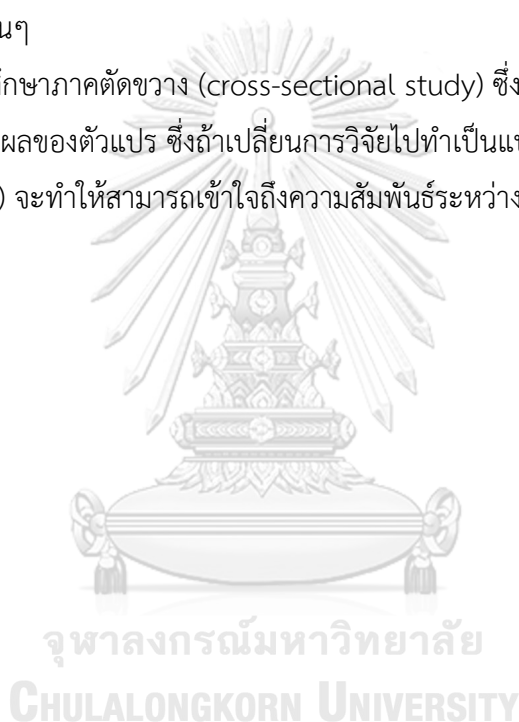 นๆ
กษาภาคตัดขวาง (cross-sectional study) ซึ่ง
ผลของตัวแปร ซึ่งถ้าเปลี่ยนการวิจัยไปทำเป็นแบ
) จะทำให้สามารถเข้าใจถึงความสัมพันธ์ระหว่าง
จุฬาลงกรณ์มหาวิทยาลัย
CHULALONGKORN UNIVERSITY